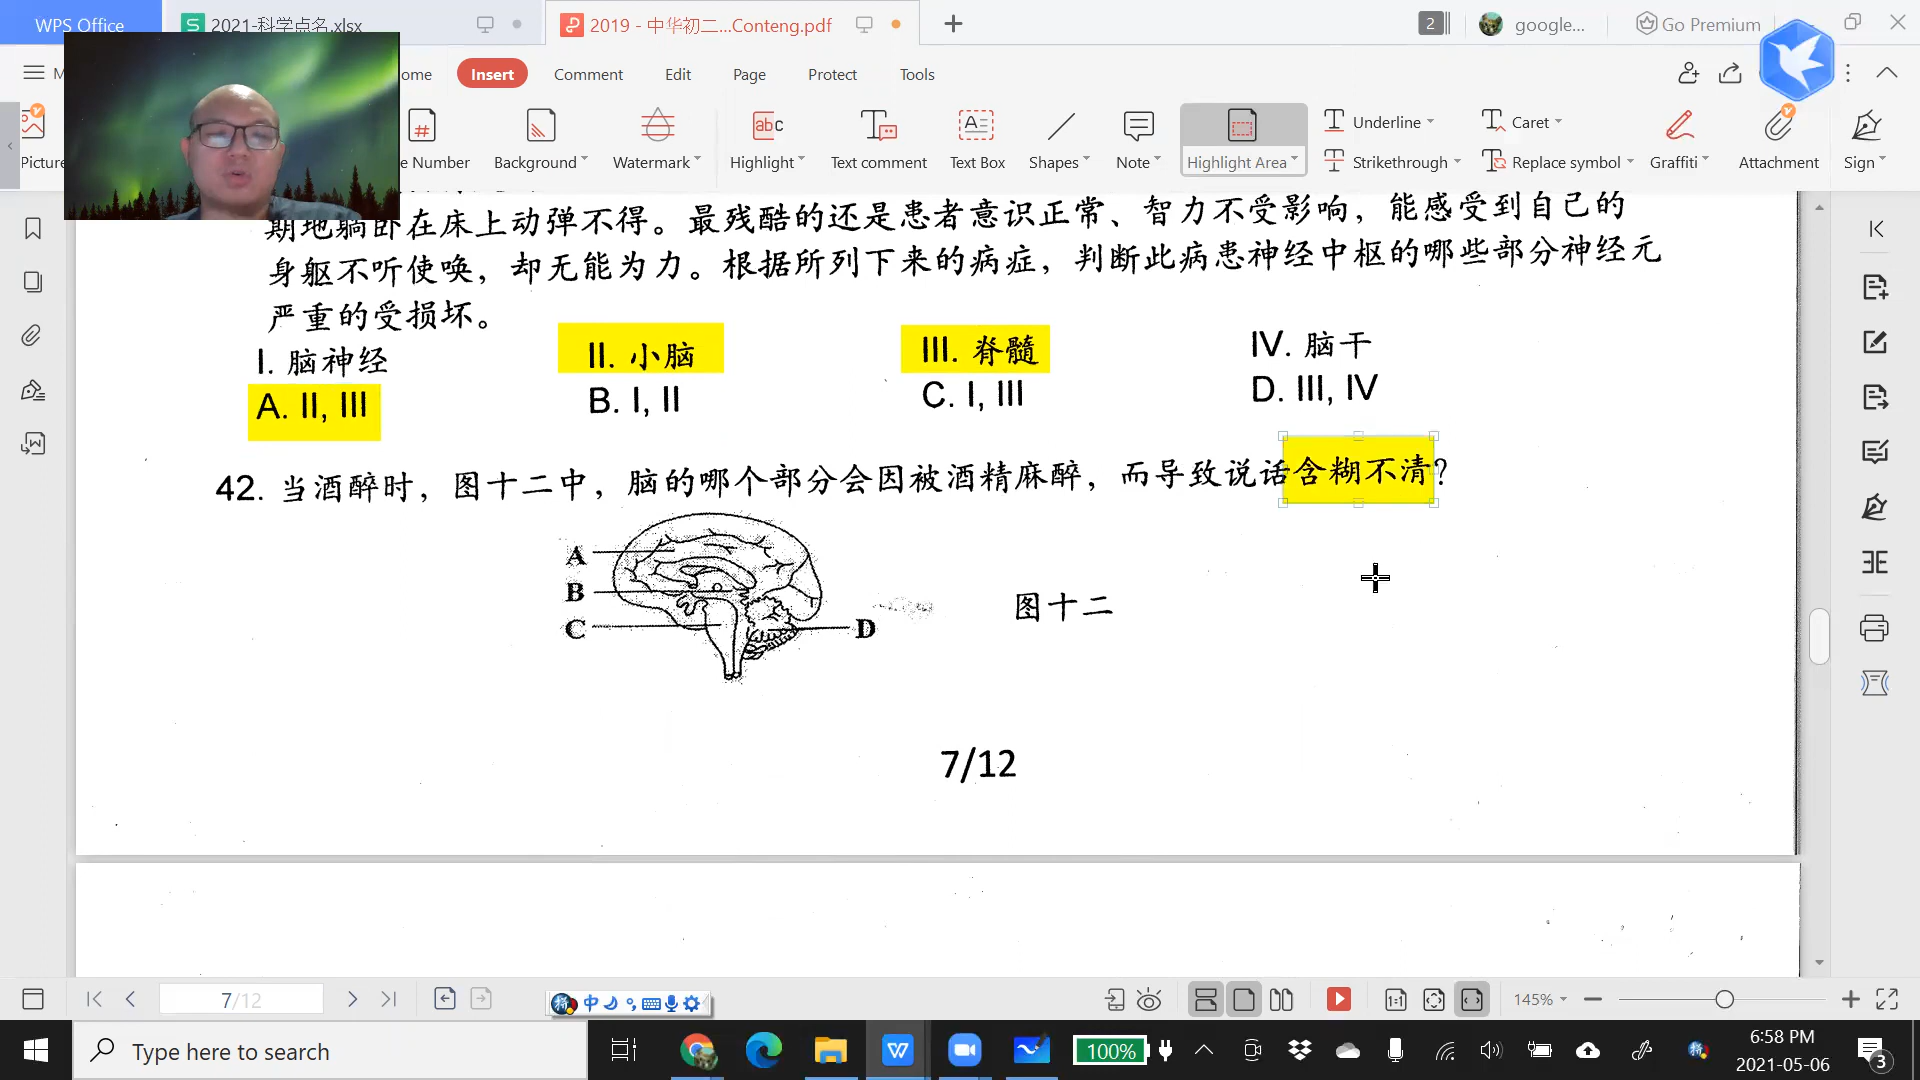 WPS Office
2021-科学点名.xlsx
2019 - 中华初二...Conteng.pdf
2
google...
Go Premium
ome
Insert
Comment
Edit
Page
Protect
Tools
Picture
e Number
Background
Watermark
Highlight
Text comment
Text Box
Shapes
Note
Highlight Area
Underline
Strikethrough
Caret
Replace symbol
Graffiti
Attachment
Sign
期地躺卧在床上动弹不得。最残酷的还是患者意识正常、智力不受影响，能感受到自己的
身躯不听使唤，却无能为力。根据所列下来的病症，判断此病患神经中枢的哪些部分神经元
严重的受损坏。
I. 脑神经
II. 小脑
III. 脊髓
IV. 脑干
A. II, III
B. I, II
C. I, III
D. III, IV
42. 当酒醉时，图十二中，脑的哪个部分会因被酒精麻醉，而导致说话含糊不清?
A
B
C
D
图十二
7/12
7/12
中
145%
Type here to search
100%
6:58 PM
2021-05-06
3